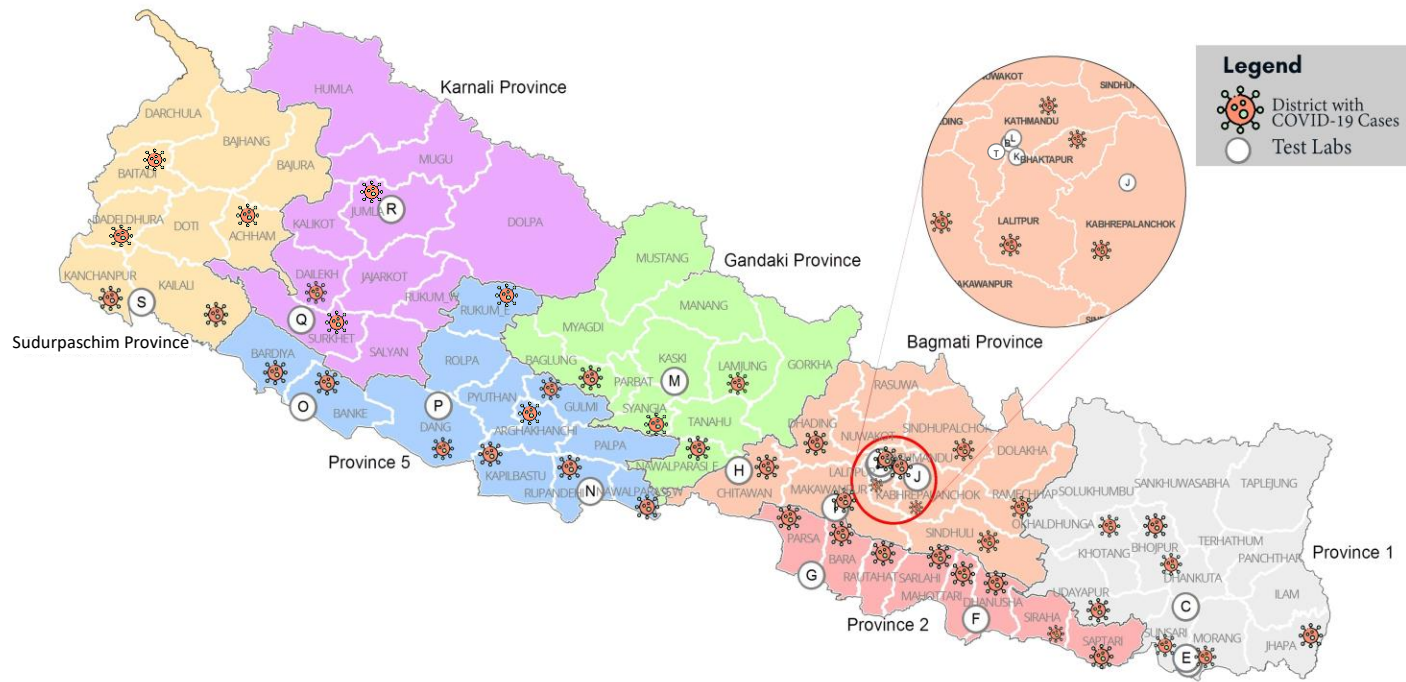 Karnali Province
Gandaki Province
Bagmati Province
Province 1
Province 2
Province 5
Sudurpaschim Province
Legend
District with
COVID-19 Cases
Test Labs
DARCHULA
BAJHANG
BAJURA
BAITADI
DADELDHURA
DOTI
ACHHAM
KANCHANPUR
KAILALI
S
HUMLA
MUGU
JUMLA
R
KALIKOT
DOLPA
DAILEKH
JAJARKOT
RUKUM_W
Q
SURKHET
SALYAN
RUKUM_E
BARDIYA
O
BANKE
ROLPA
P
DANG
PYUTHAN
GULMI
ARGHAKHANCHI
PALPA
KAPILBASTU
RUPANDEHI
N
MUSTANG
MANANG
MYAGDI
BAGLUNG
PARBAT
KASKI
M
LAMJUNG
GORKHA
SYANGJA
TANAHU
NAWALPARASI_E
H
CHITAWAN
RASUWA
DHADING
NUWAKOT
SINDHUPALCHOK
DOLAKHA
LALITPUR
J
MAKAWANPUR
KABHREPALANCHOK
RAMECHHAP
SINDHULI
PARSA
BARA
G
RAUTAHAT
SARLAHI
MAHOTTARI
DHANUSHA
F
SIRAHA
SAPTARI
SOLUKHUMBU
SANKHUWASABHA
TAPLEJUNG
OKHALDHUNGA
KHOTANG
BHOJPUR
TERHATHUM
PANCHTHAR
DHANKUTA
UDAYAPUR
C
ILAM
SUNSARI
MORANG
E
JHAPA
KATHMANDU
L
T
K
BHAKTAPUR
J
LALITPUR
KABHREPALANCHOK